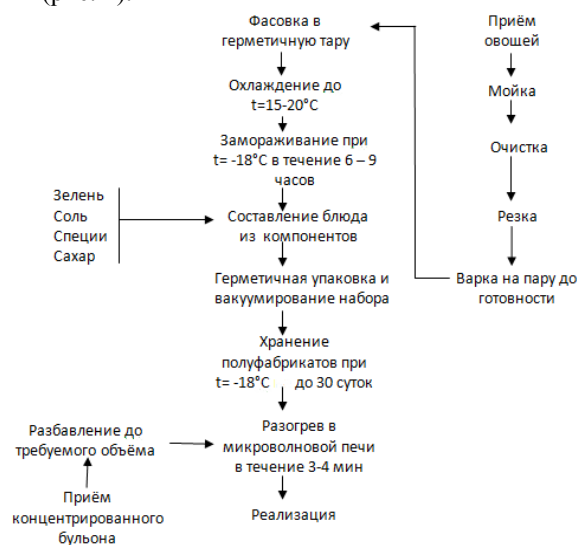 Фасовка в
герметичную тару
Охлаждение до
t=15-20°C
Замораживание при
t= -18°C в течение 6 – 9
часов
Зелень
Соль
Специи
Сахар
Составление блюда
из компонентов
Герметичная упаковка и
вакуумирование набора
Хранение
полуфабрикатов при
t= -18°C до 30 суток
Разбавление до
требуемого объёма
Приём
концентрированного
бульона
Разогрев в
микроволновой печи
в течение 3-4 мин
Реализация
Приём
овощей
Мойка
Очистка
Резка
Варка на пару до
готовности